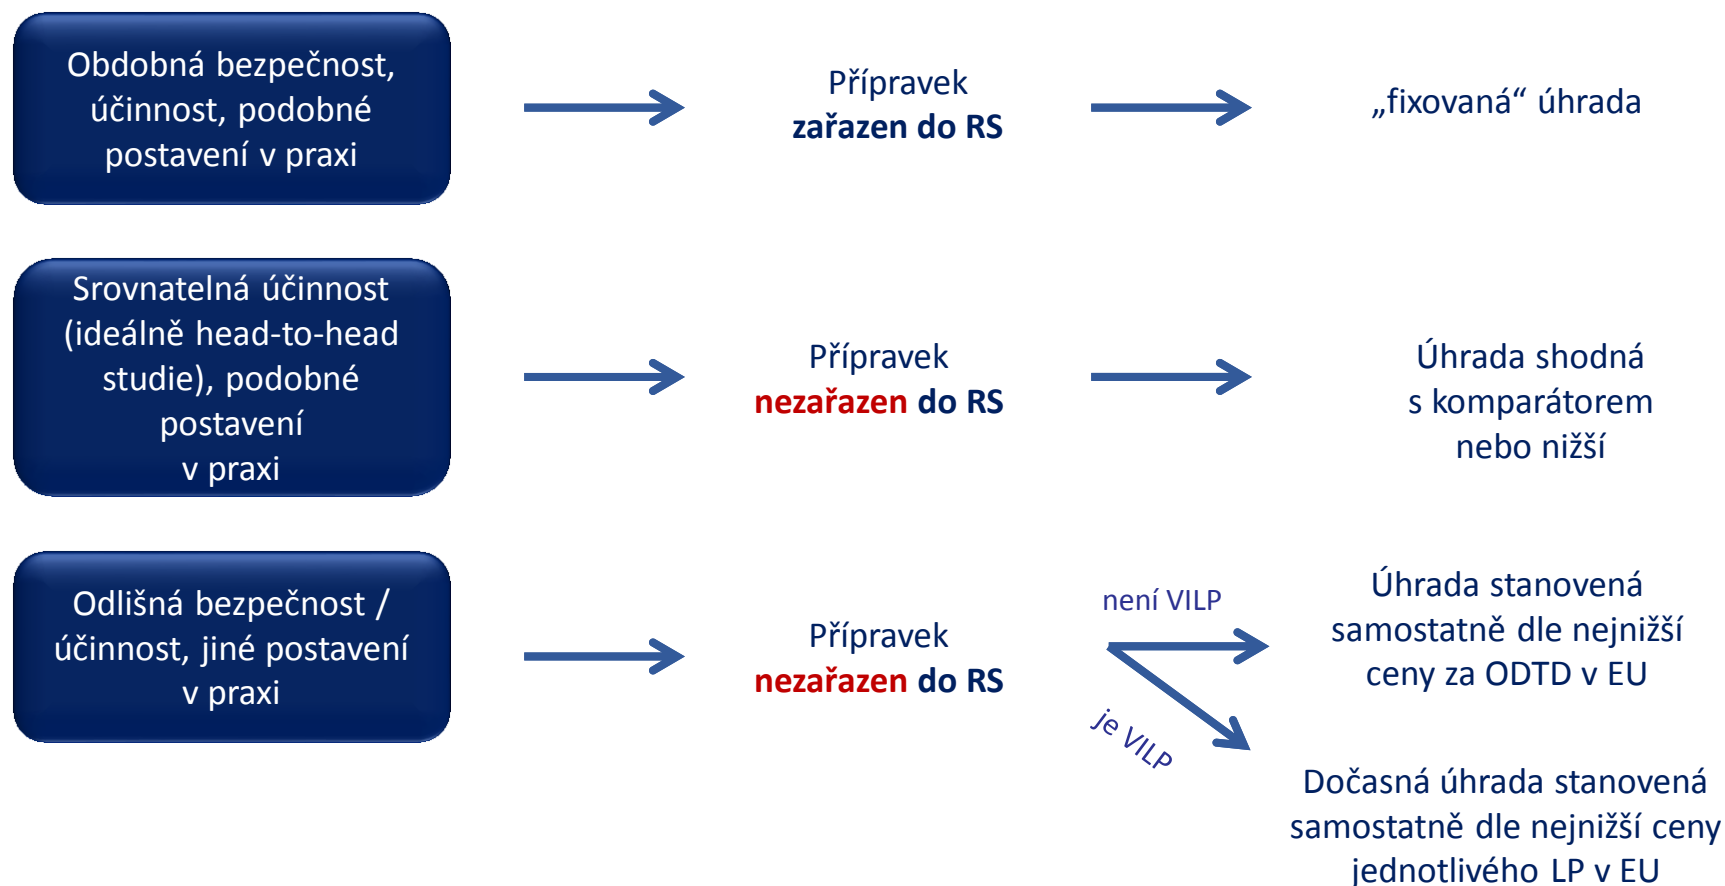 Obdobná bezpečnost,
účinnost, podobné
postavení v praxi
Přípravek
zařazen do RS
„fixovaná“ úhrada
Srovnatelná účinnost
(ideálně head-to-head
studie), podobné
postavení
v praxi
Přípravek
nezařazen do RS
Úhrada shodná
s komparátorem
nebo nižší
Odlišná bezpečnost /
účinnost, jiné postavení
v praxi
Přípravek
nezařazen do RS
není VILP
Úhrada stanovená
samostatně dle nejnižší
ceny za ODTD v EU
je VILP
Dočasná úhrada stanovená
samostatně dle nejnižší ceny
jednotlivého LP v EU